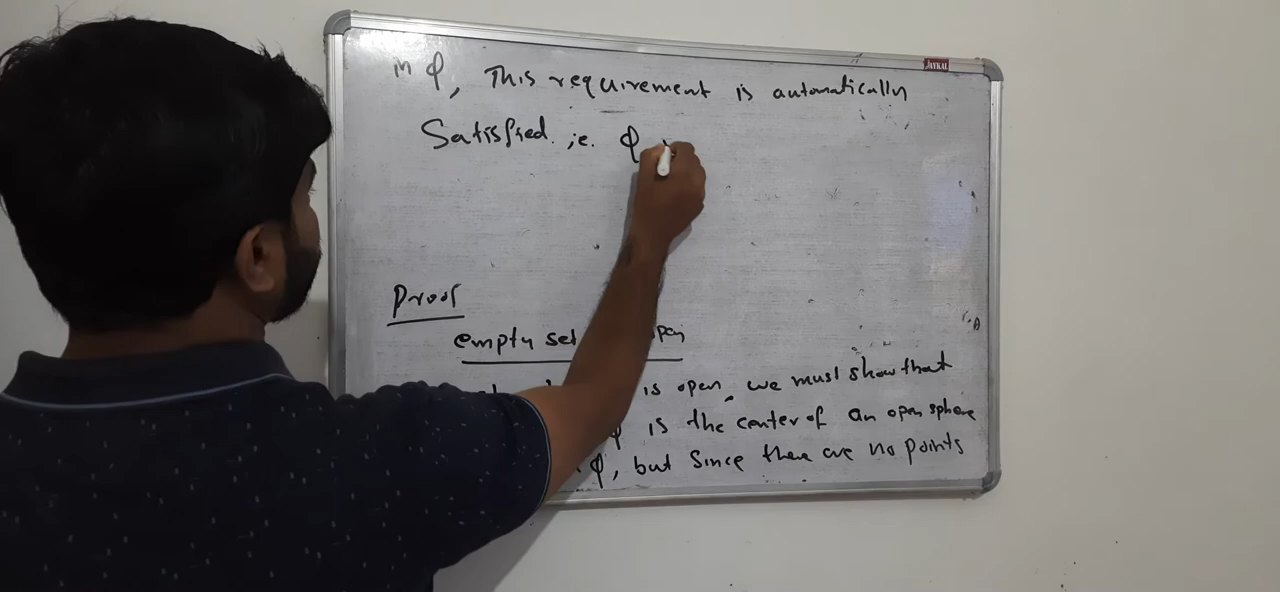 in φ, This requirement is automatically
Satisfied. i.e. φ
JAYKAL
Proof
empty set
is open, we must show that
φ is the center of an open sphere
φ, but since there are no points